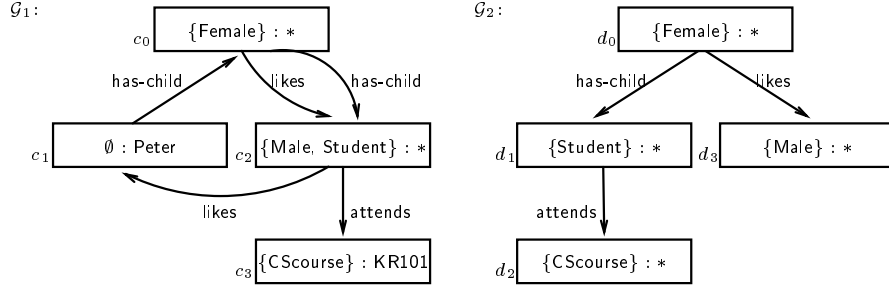 𝒢₁: 𝒢₂:
c₀ {Female} : * d₀ {Female} : *
has-child likes has-child has-child likes
c₁ ∅ : Peter c₂ {Male, Student} : * d₁ {Student} : * d₃ {Male} : *
likes attends attends
c₃ {CScourse} : KR101 d₂ {CScourse} : *